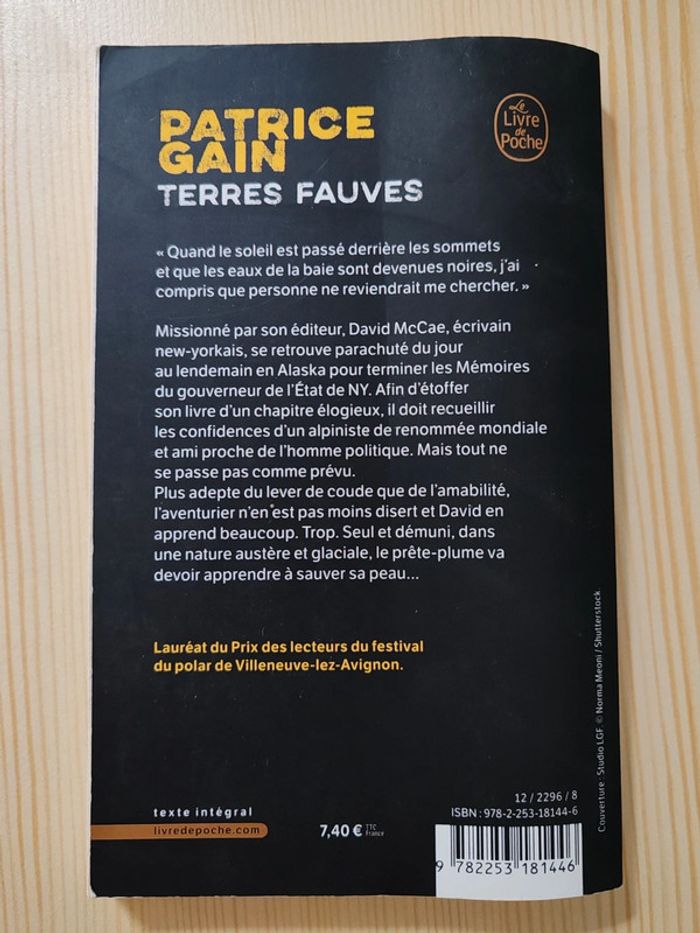 PATRICE
GAIN
TERRES FAUVES
Le
Livre
de
Poche
« Quand le soleil est passé derrière les sommets
et que les eaux de la baie sont devenues noires, j'ai
compris que personne ne reviendrait me chercher. »
Missionné par son éditeur, David McCae, écrivain
new-yorkais, se retrouve parachuté du jour
au lendemain en Alaska pour terminer les Mémoires
du gouverneur de l'État de NY. Afin d'étoffer
son livre d'un chapitre élogieux, il doit recueillir
les confidences d'un alpiniste de renommée mondiale
et ami proche de l'homme politique. Mais tout ne
se passe pas comme prévu.
Plus adepte du lever de coude que de l'amabilité,
l'aventurier n'en est pas moins disert et David en
apprend beaucoup. Trop. Seul et démuni, dans
une nature austère et glaciale, le prête-plume va
devoir apprendre à sauver sa peau...
Lauréat du Prix des lecteurs du festival
du polar de Villeneuve-lez-Avignon.
Couverture : Studio LGF. © Norma Meoni / Shutterstock.
texte intégral
livredepoche.com
7,40 € TTC
France
12 / 2296 / 8
ISBN : 978-2-253-18144-6
9 782253 181446